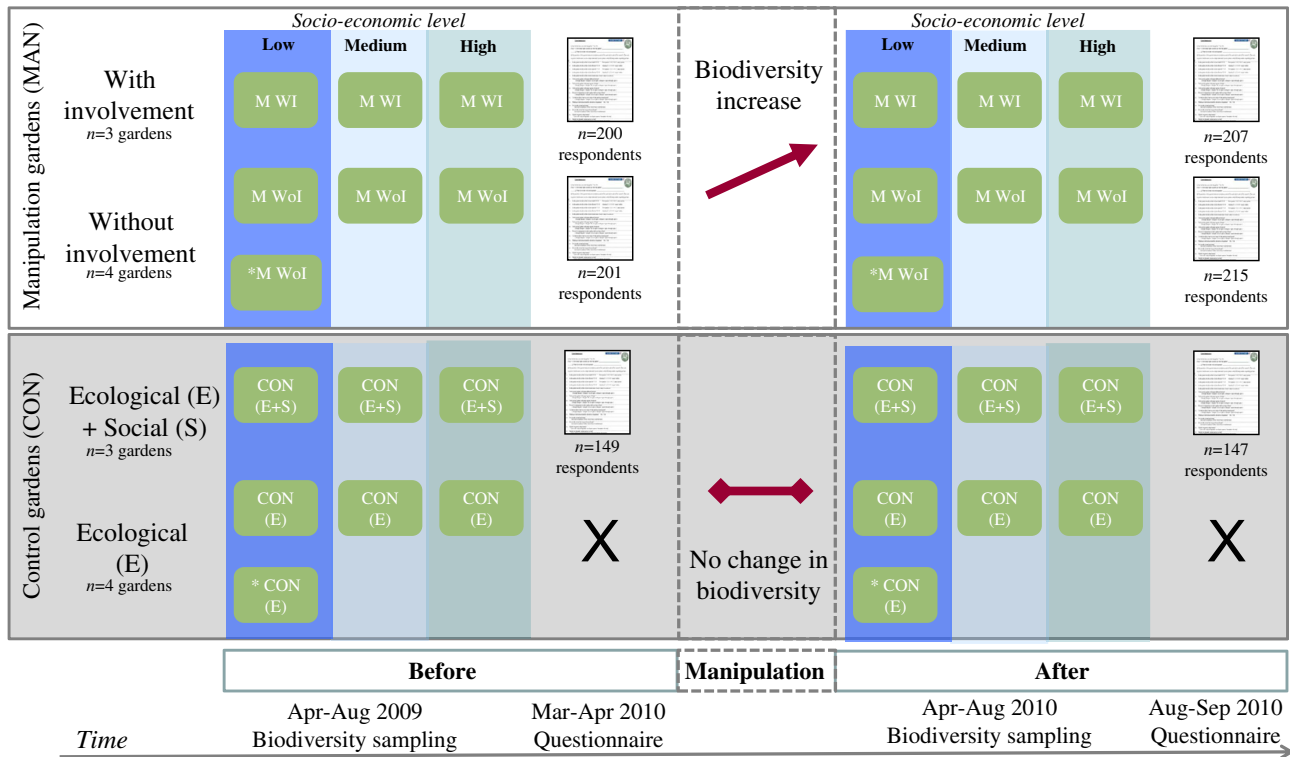 Socio-economic level
Low
Medium
High
Manipulation gardens (MAN)
With
involvement
n=3 gardens
M WI
M WI
M WI
n=200
respondents
Without
involvement
n=4 gardens
M WoI
M WoI
M WoI
*M WoI
n=201
respondents
Biodiversity
increase
Socio-economic level
Low
Medi
High
M WI
M WI
M WI
n=207
respondents
M WoI
M WoI
M WoI
*M WoI
n=215
respondents
Control gardens (CON)
Ecological (E)
+ Social (S)
n=3 gardens
CON
(E+S)
CON
(E+S)
CON
(E+S)
n=149
respondents
Ecological
(E)
n=4 gardens
CON
(E)
CON
(E)
CON
(E)
* CON
(E)
X
No change in
biodiversity
CON
(E+S)
CON
(E+S)
CON
(E+S)
n=147
respondents
CON
(E)
CON
(E)
CON
(E)
* CON
(E)
X
Before
Manipulation
After
Time
Apr-Aug 2009
Biodiversity sampling
Mar-Apr 2010
Questionnaire
Apr-Aug 2010
Biodiversity sampling
Aug-Sep 2010
Questionnaire